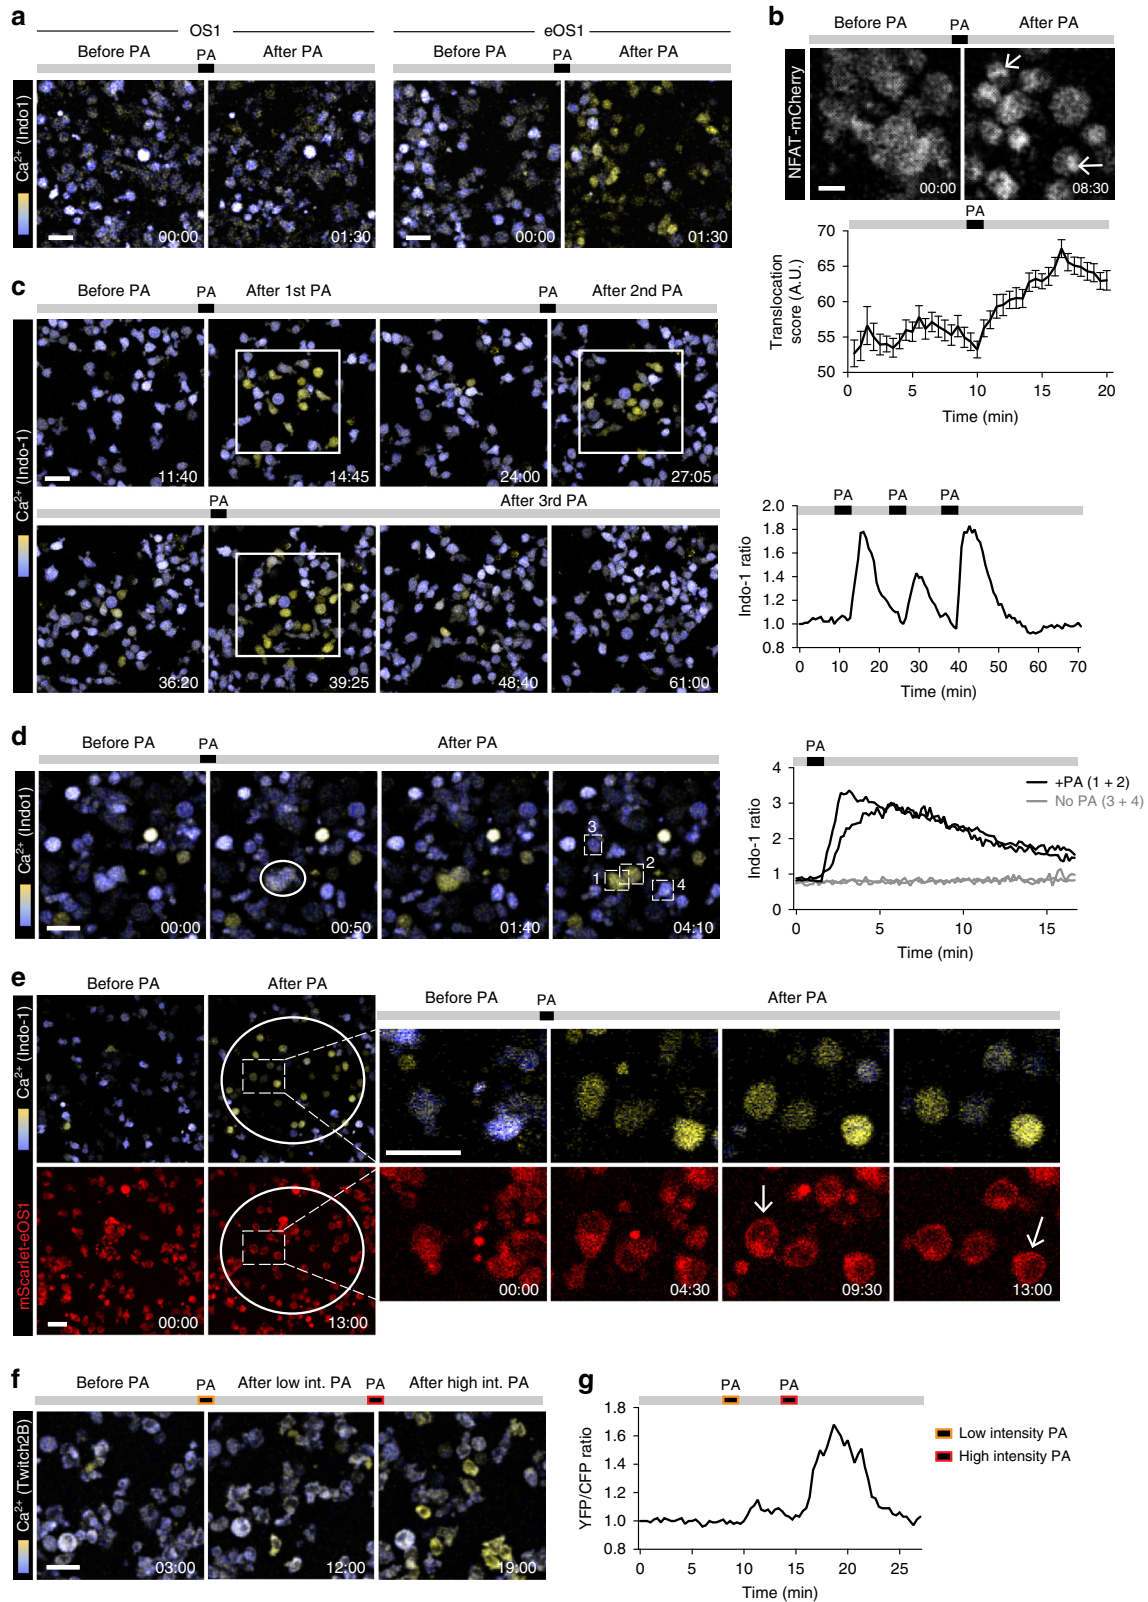 a
OS1
eOS1
Before PA
PA
After PA
Before PA
PA
After PA
Ca²⁺ (Indo1)
00:00
01:30
00:00
01:30
b
Before PA
PA
After PA
NFAT-mCherry
00:00
08:30
PA
Translocation score (A.U.)
70
65
60
55
50
0
5
10
15
20
Time (min)
c
Before PA
PA
After 1st PA
PA
After 2nd PA
Ca²⁺ (Indo-1)
11:40
14:45
24:00
27:05
PA
After 3rd PA
36:20
39:25
48:40
61:00
PA
PA
PA
Indo-1 ratio
2.0
1.8
1.6
1.4
1.2
1.0
0.8
0
10
20
30
40
50
60
70
Time (min)
d
Before PA
PA
After PA
Ca²⁺ (Indo1)
00:00
00:50
01:40
3
2
1
4
04:10
PA
Indo-1 ratio
4
3
2
1
0
+PA (1 + 2)
No PA (3 + 4)
0
5
10
15
Time (min)
e
Before PA
After PA
Before PA
PA
After PA
Ca²⁺ (Indo-1)
mScarlet-eOS1
00:00
13:00
00:00
04:30
09:30
13:00
f
Before PA
PA
After low int. PA
PA
After high int. PA
Ca²⁺ (Twitch2B)
03:00
12:00
19:00
g
PA
PA
YFP/CFP ratio
1.8
1.6
1.4
1.2
1.0
0.8
0
5
10
15
20
25
Time (min)
Low intensity PA
High intensity PA